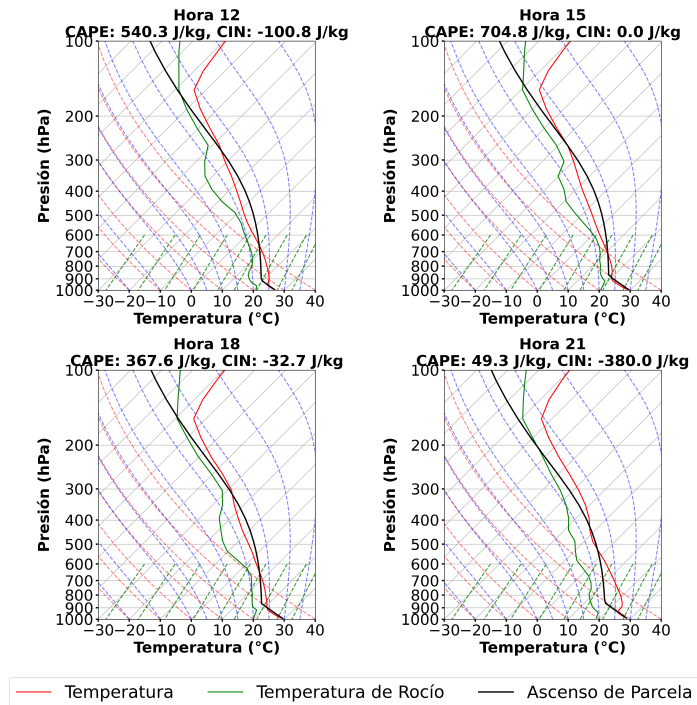 Hora 12
CAPE: 540.3 J/kg, CIN: -100.8 J/kg
100
200
300
400
500
600
700
800
900
1000
Presión (hPa)
−30 −20 −10 0 10 20 30 40
Temperatura (°C)
Hora 15
CAPE: 704.8 J/kg, CIN: 0.0 J/kg
100
200
300
400
500
600
700
800
900
1000
Presión (hPa)
−30 −20 −10 0 10 20 30 40
Temperatura (°C)
Hora 18
CAPE: 367.6 J/kg, CIN: -32.7 J/kg
100
200
300
400
500
600
700
800
900
1000
Presión (hPa)
−30 −20 −10 0 10 20 30 40
Temperatura (°C)
Hora 21
CAPE: 49.3 J/kg, CIN: -380.0 J/kg
100
200
300
400
500
600
700
800
900
1000
Presión (hPa)
−30 −20 −10 0 10 20 30 40
Temperatura (°C)
Temperatura Temperatura de Rocío Ascenso de Parcela